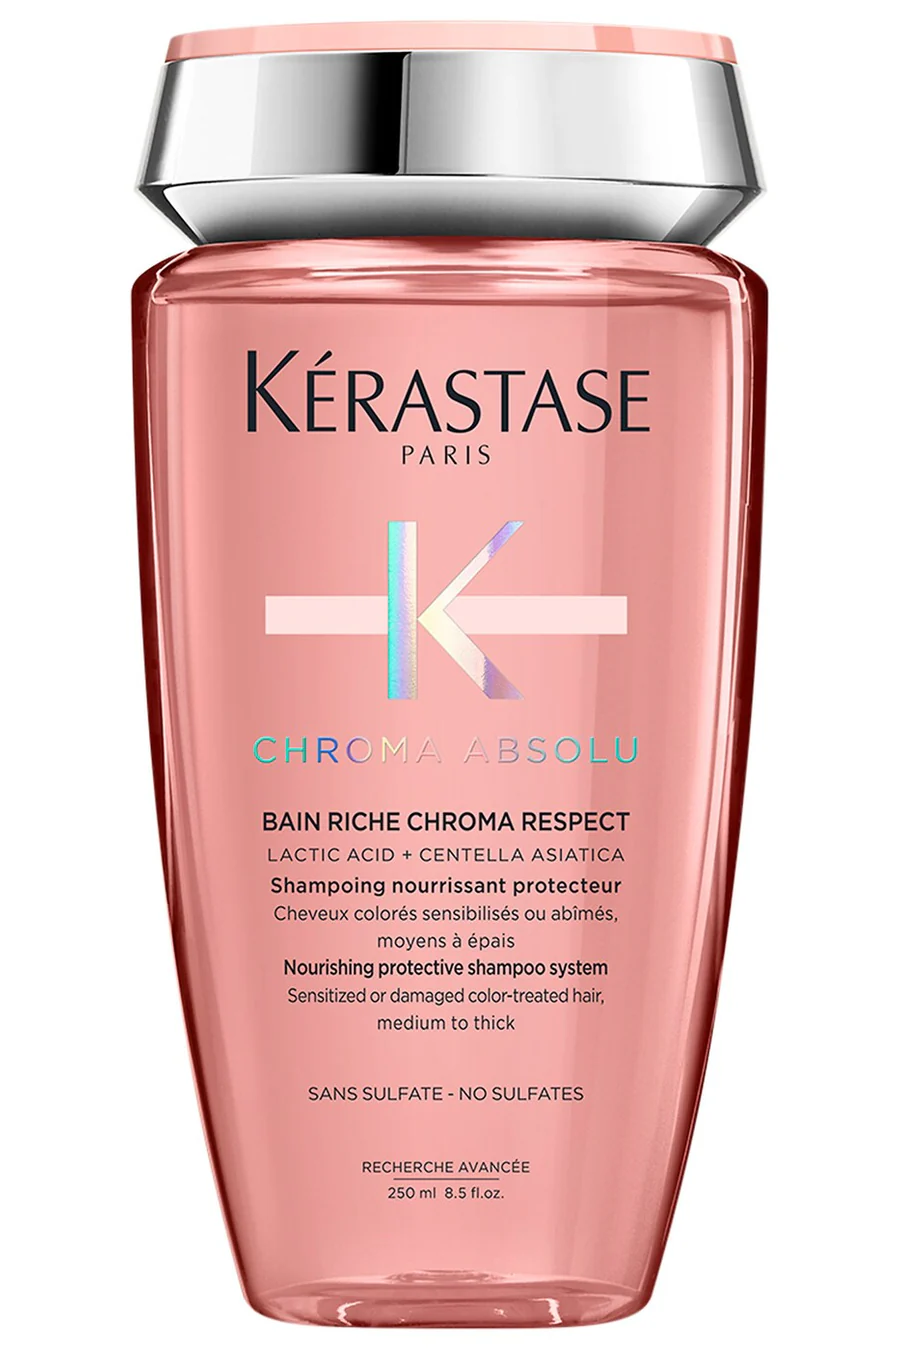 KÉRASTASE
PARIS
K
CHROMA ABSOLU
BAIN RICHE CHROMA RESPECT
LACTIC ACID + CENTELLA ASIATICA
Shampoing nourrissant protecteur
Cheveux colorés sensibilisés ou abîmés,
moyens à épais
Nourishing protective shampoo system
Sensitized or damaged color-treated hair,
medium to thick
SANS SULFATE - NO SULFATES
RECHERCHE AVANCÉE
250 ml 8.5 fl.oz.